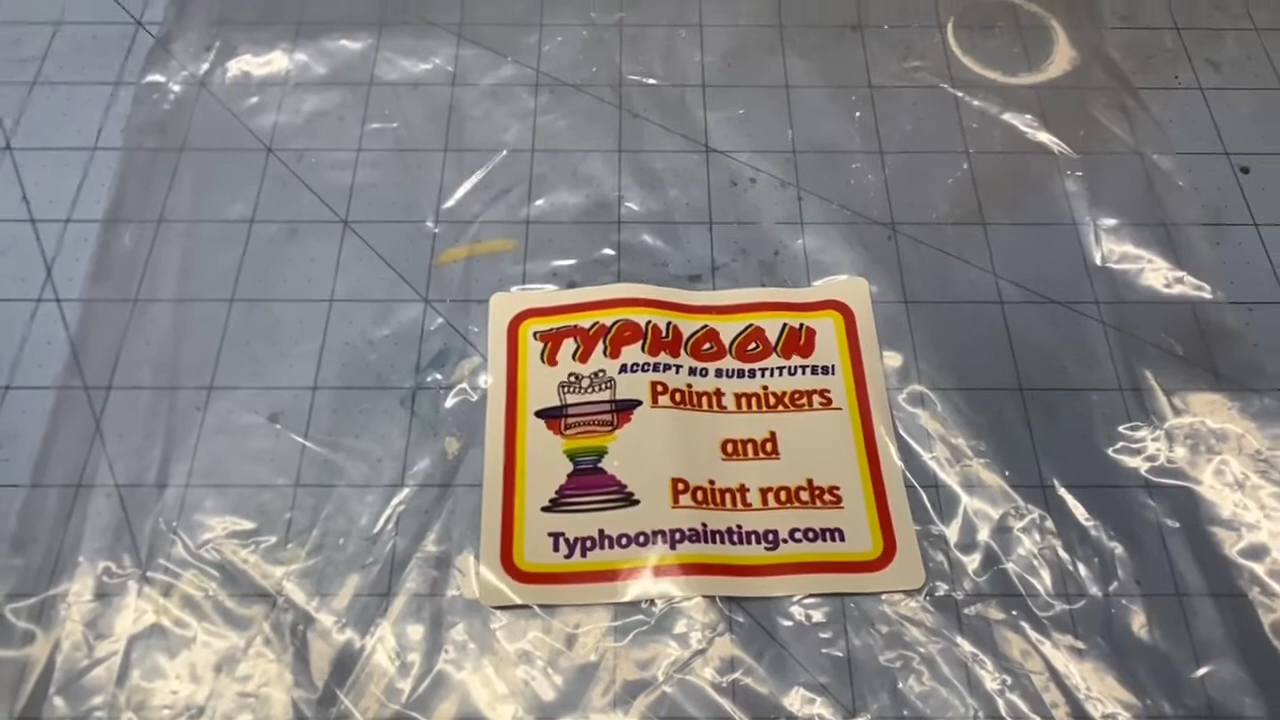 TYPHOON
ACCEPT NO SUBSTITUTES!
Paint mixers
and
Paint racks
Typhoonpainting.com